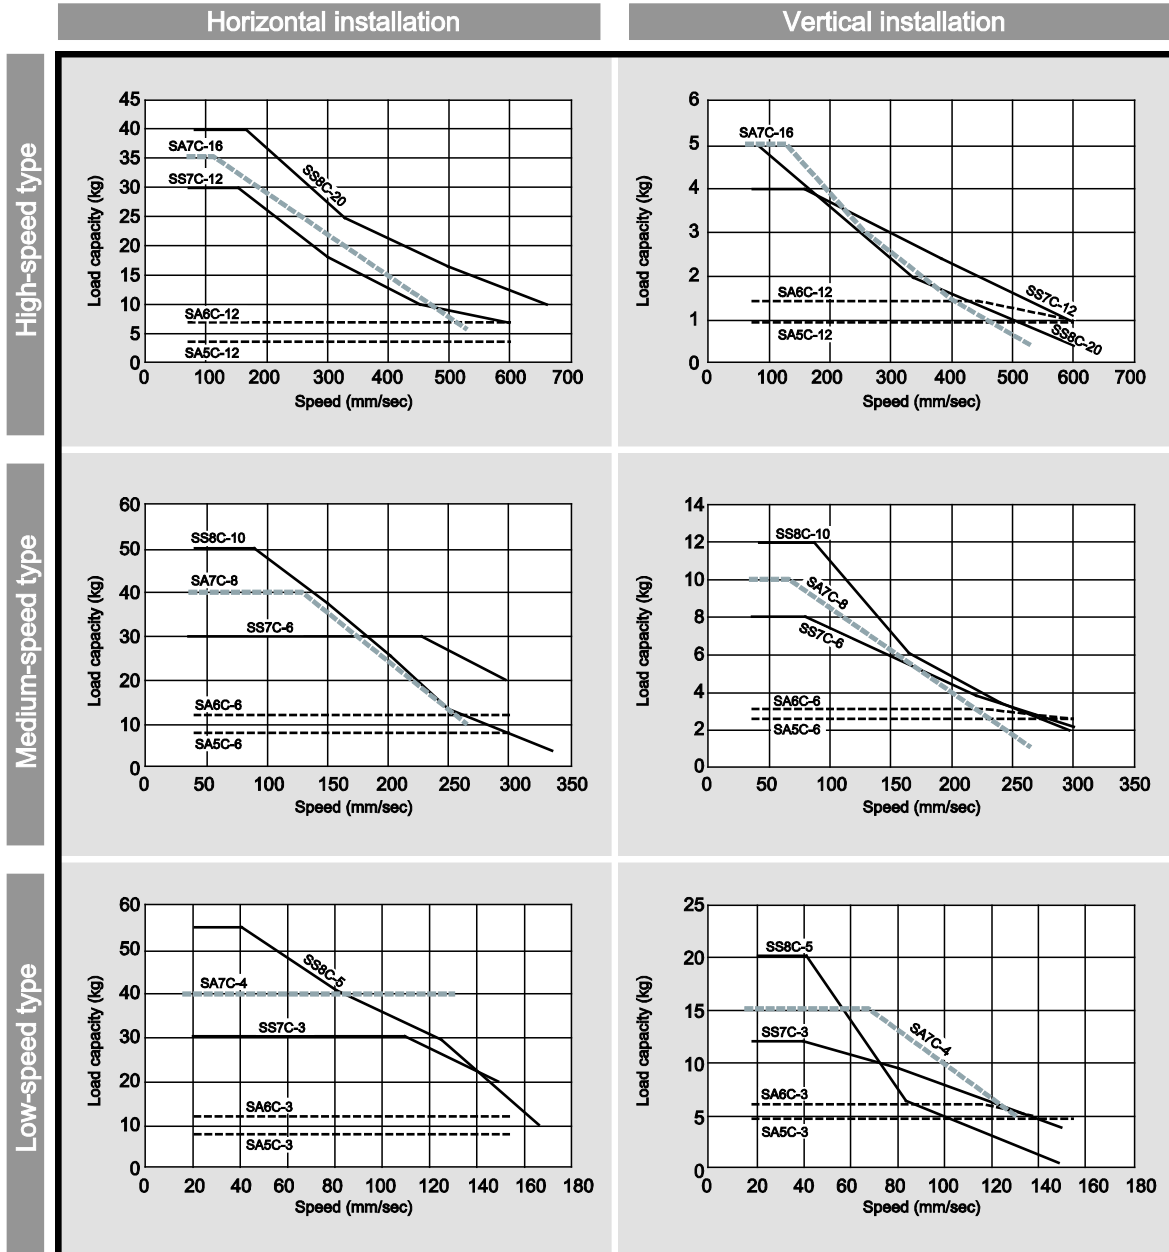 Horizontal installation
Vertical installation
High-speed type
45
40
35
30
25
20
15
10
5
0
Load capacity (kg)
SA7C-16
SS7C-12
SS8C-20
SA6C-12
SA5C-12
0 100 200 300 400 500 600 700
Speed (mm/sec)
6
5
4
3
2
1
0
Load capacity (kg)
SA7C-16
SA6C-12
SA5C-12
SS7C-12
SS8C-20
0 100 200 300 400 500 600 700
Speed (mm/sec)
Medium-speed type
60
50
40
30
20
10
0
Load capacity (kg)
SS8C-10
SA7C-8
SS7C-6
SA6C-6
SA5C-6
0 50 100 150 200 250 300 350
Speed (mm/sec)
14
12
10
8
6
4
2
0
Load capacity (kg)
SS8C-10
SA7C-8
SS7C-6
SA6C-6
SA5C-6
0 50 100 150 200 250 300 350
Speed (mm/sec)
Low-speed type
60
50
40
30
20
10
0
Load capacity (kg)
SS8C-5
SA7C-4
SS7C-3
SA6C-3
SA5C-3
0 20 40 60 80 100 120 140 160 180
Speed (mm/sec)
25
20
15
10
5
0
Load capacity (kg)
SS8C-5
SS7C-3
SA7C-4
SA6C-3
SA5C-3
0 20 40 60 80 100 120 140 160 180
Speed (mm/sec)